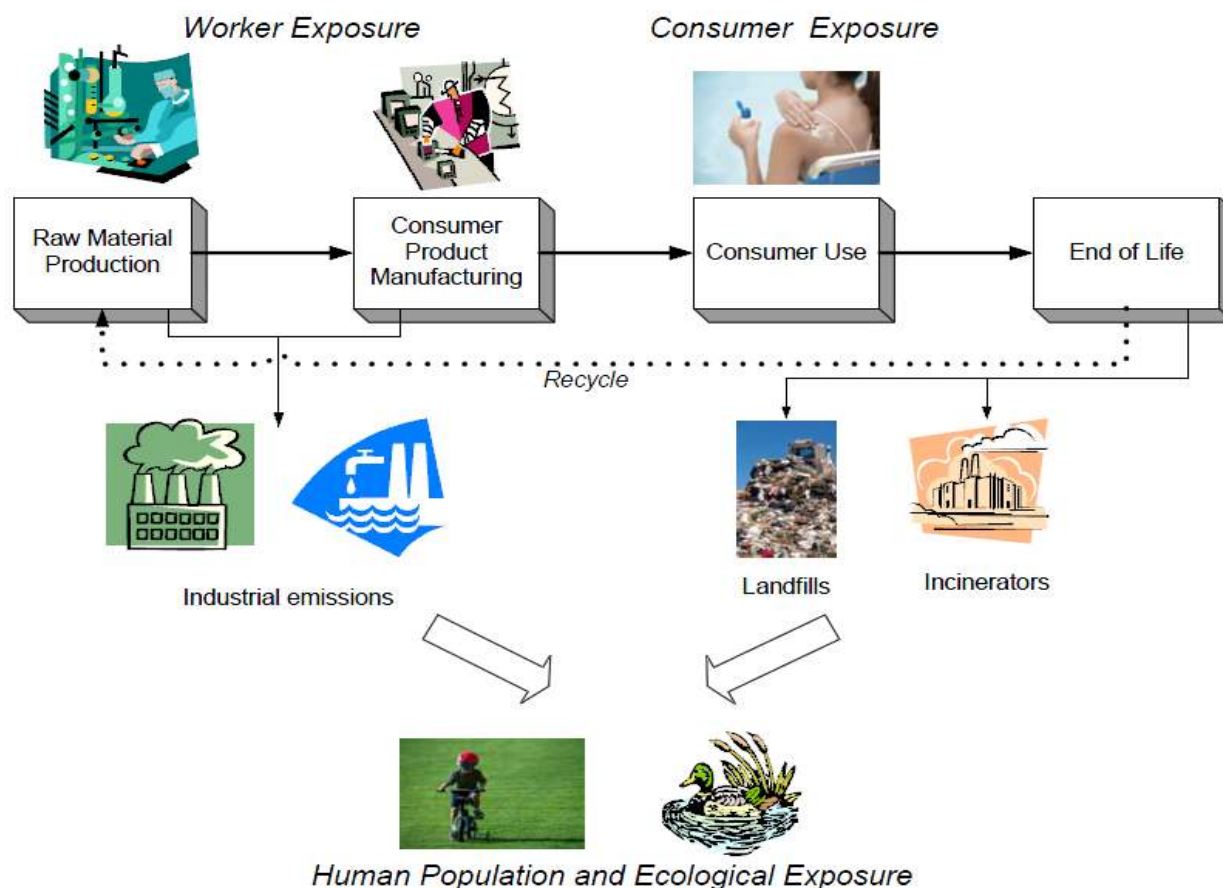 Worker Exposure
Consumer Exposure
Raw Material
Production
Consumer
Product
Manufacturing
Consumer Use
End of Life
Recycle
Industrial emissions
Landfills
Incinerators
Human Population and Ecological Exposure